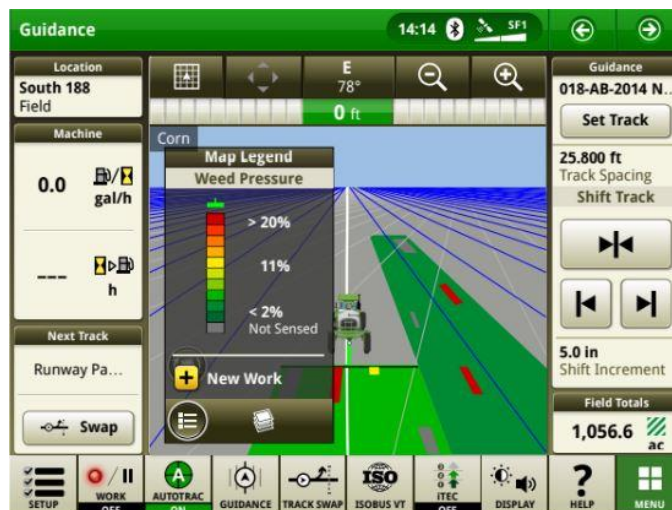 Guidance
14:14
SF1
Location
South 188
Field
Machine
0.0
gal/h
---
h
Next Track
Runway Pa...
Swap
E
78°
0 ft
Corn
Map Legend
Weed Pressure
> 20%
11%
< 2%
Not Sensed
New Work
Guidance
018-AB-2014 N...
Set Track
25.800 ft
Track Spacing
Shift Track
5.0 in
Shift Increment
Field Totals
1,056.6
ac
SETUP
WORK
OFF
AUTOTRAC
ON
GUIDANCE
TRACK SWAP
ISO
ISOBUS VT
iTEC
OFF
DISPLAY
HELP
MENU